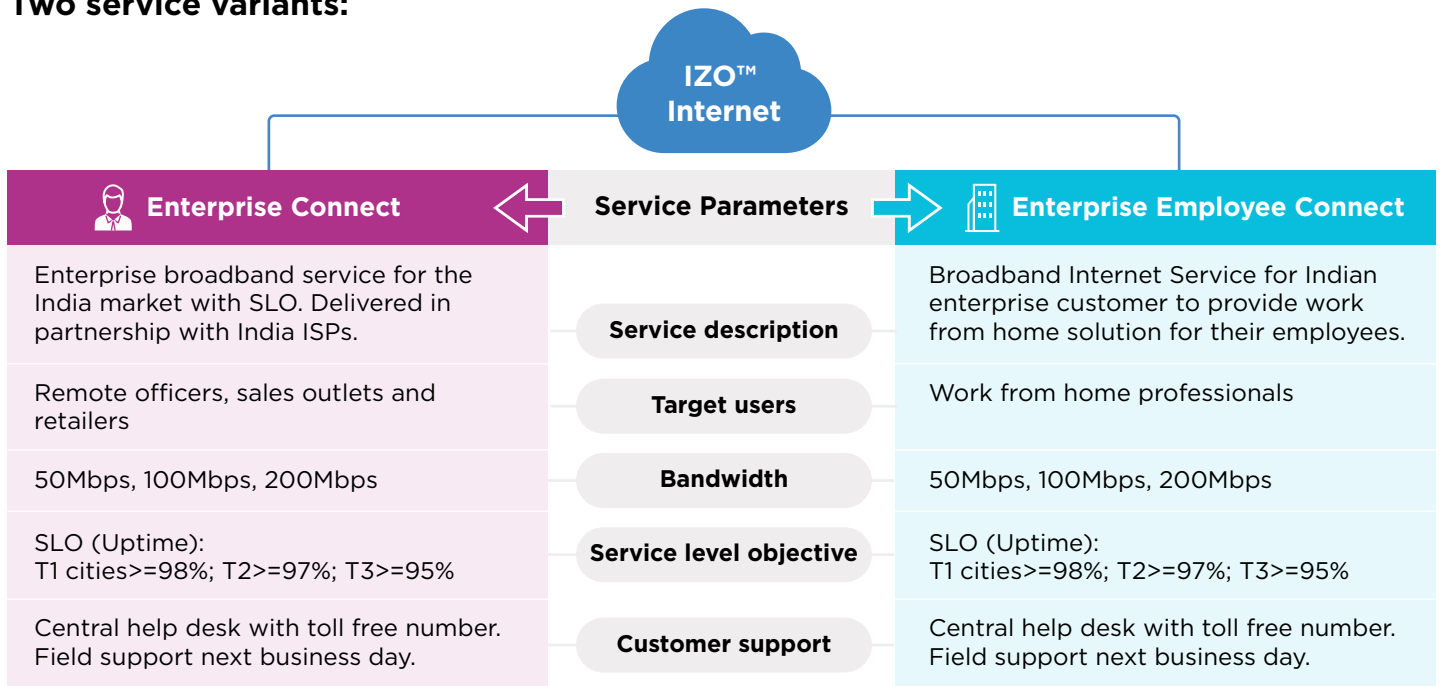 Two service variants:
IZO™
Internet
Enterprise Connect
Service Parameters
Enterprise Employee Connect
Enterprise broadband service for the
India market with SLO. Delivered in
partnership with India ISPs.
Service description
Broadband Internet Service for Indian
enterprise customer to provide work
from home solution for their employees.
Remote officers, sales outlets and
retailers
Target users
Work from home professionals
50Mbps, 100Mbps, 200Mbps
Bandwidth
50Mbps, 100Mbps, 200Mbps
SLO (Uptime):
T1 cities>=98%; T2>=97%; T3>=95%
Service level objective
SLO (Uptime):
T1 cities>=98%; T2>=97%; T3>=95%
Central help desk with toll free number.
Field support next business day.
Customer support
Central help desk with toll free number.
Field support next business day.